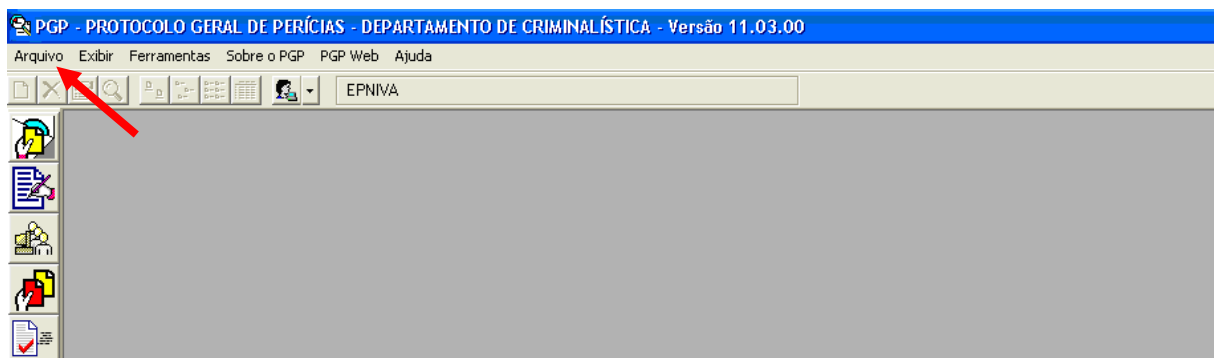 PGP - PROTOCOLO GERAL DE PERÍCIAS - DEPARTAMENTO DE CRIMINALÍSTICA - Versão 11.03.00
Arquivo Exibir Ferramentas Sobre o PGP PGP Web Ajuda
EPNIVA